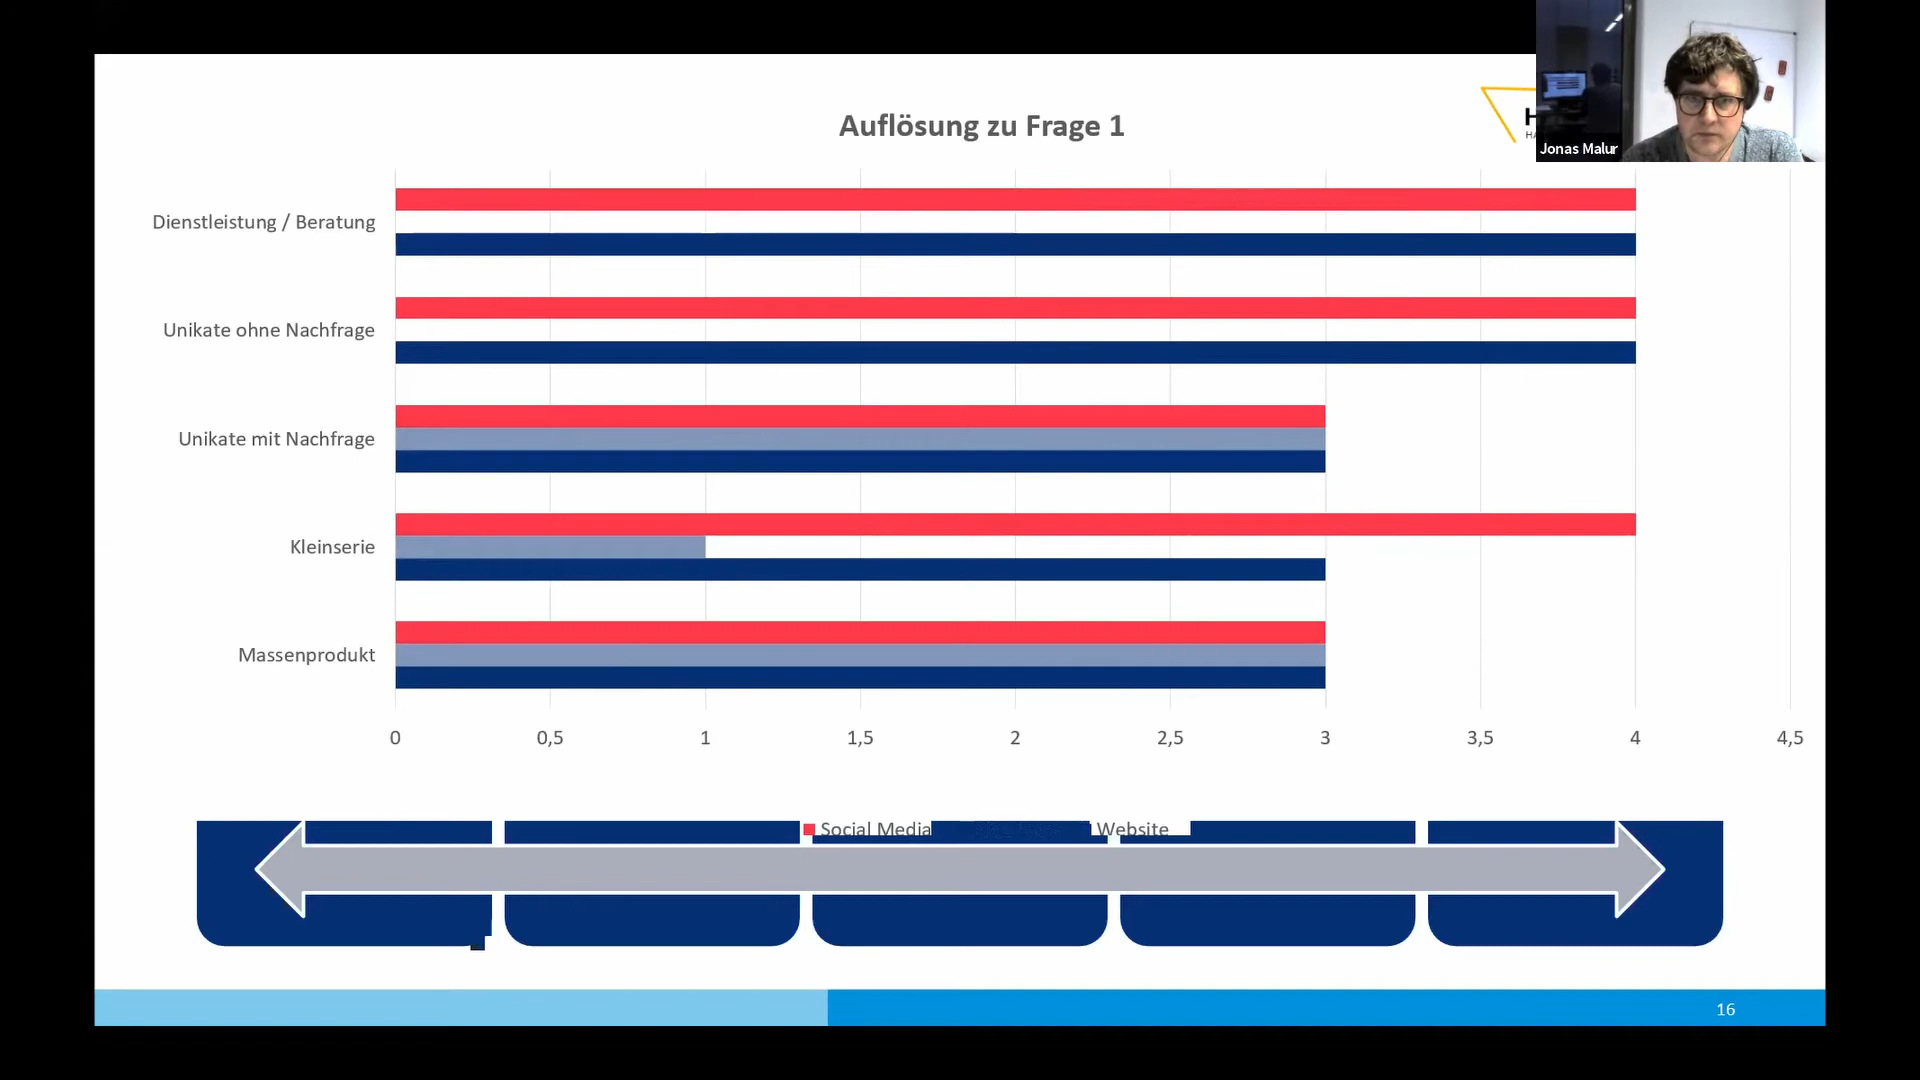 Auflösung zu Frage 1
H
HA
Jonas Malur
Dienstleistung / Beratung
Unikate ohne Nachfrage
Unikate mit Nachfrage
Kleinserie
Massenprodukt
0 0,5 1 1,5 2 2,5 3 3,5 4 4,5
Social Media Website
16